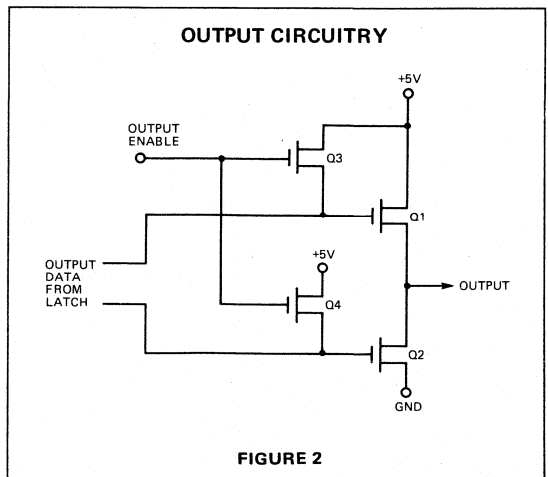 OUTPUT CIRCUITRY
+5V
OUTPUT
ENABLE
Q3
Q1
OUTPUT
DATA
FROM
LATCH
+5V
Q4
OUTPUT
Q2
GND
FIGURE 2